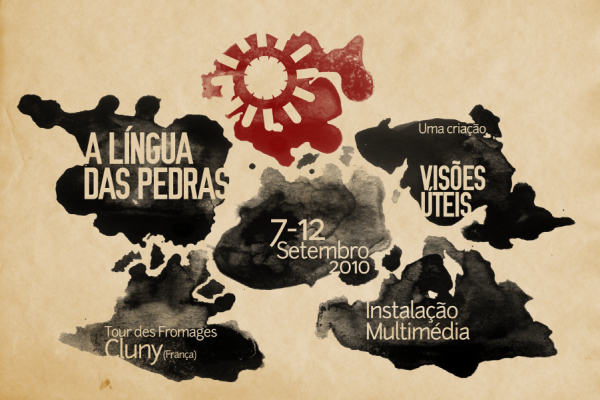 A LÍNGUA
DAS PEDRAS
Uma criação
VISÕES
ÚTEIS
7-12
Setembro
2010
Tour des Fromages
Cluny (França)
Instalação
Multimédia